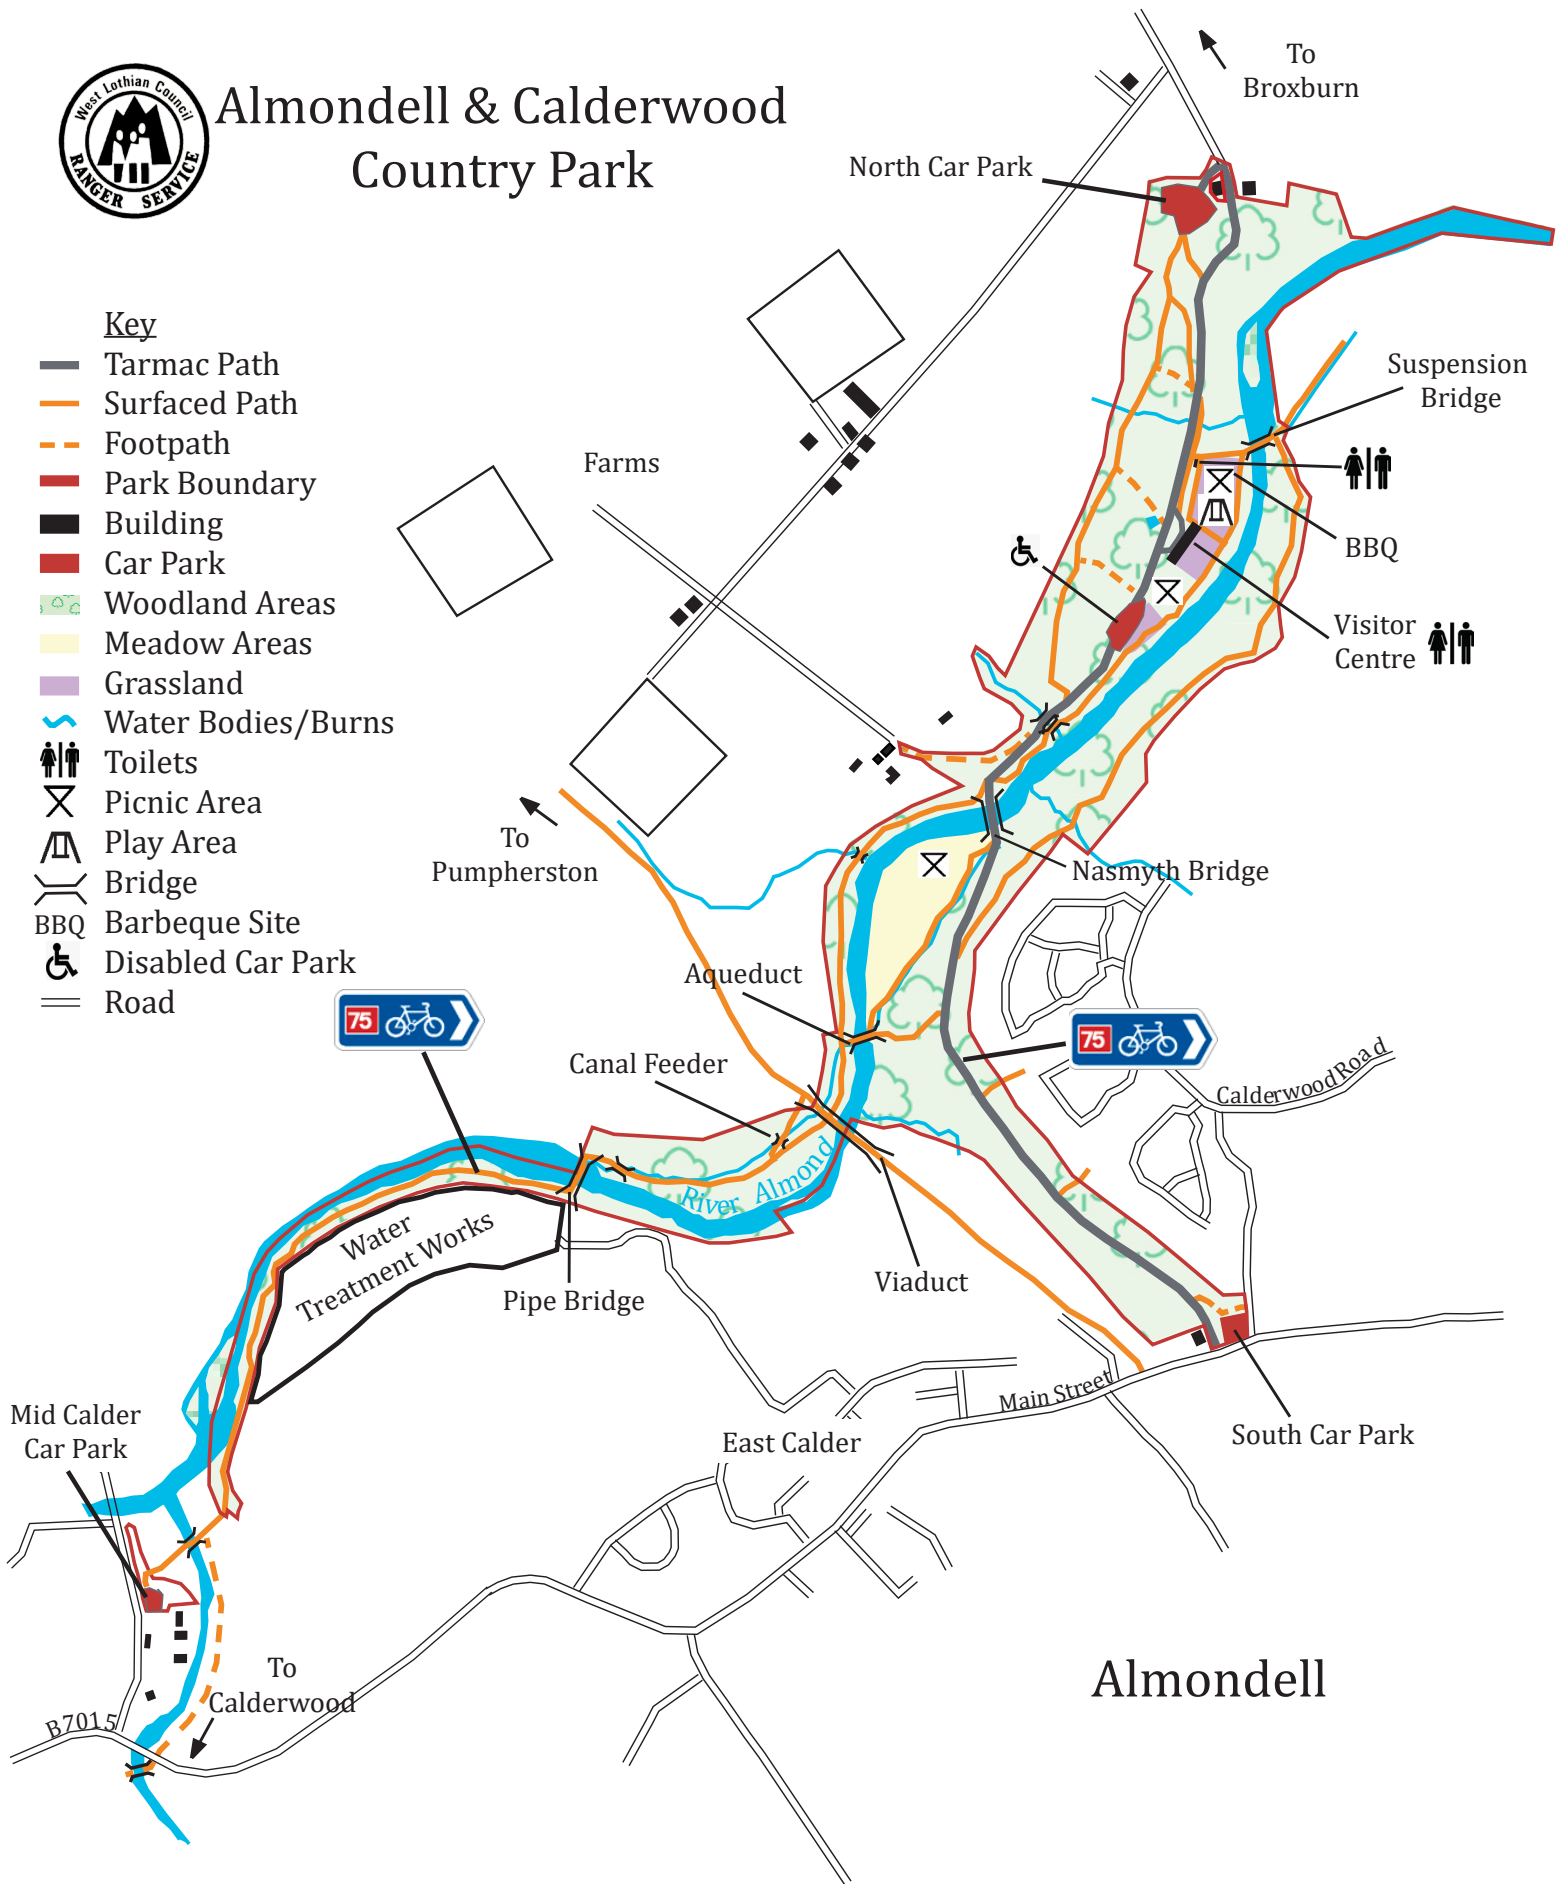 West Lothian Council
RANGER SERVICE
Almondell & Calderwood
Country Park
To
Broxburn
North Car Park
Key
Tarmac Path
Surfaced Path
Footpath
Park Boundary
Building
Car Park
Woodland Areas
Meadow Areas
Grassland
Water Bodies/Burns
Toilets
Picnic Area
Play Area
Bridge
BBQ Barbeque Site
Disabled Car Park
Road
Suspension
Bridge
Farms
BBQ
Visitor
Centre
To
Pumpherston
Nasmyth Bridge
Aqueduct
75
75
Canal Feeder
Calderwood Road
River Almond
Water
Treatment Works
Viaduct
Pipe Bridge
Main Street
Mid Calder
Car Park
East Calder
South Car Park
To
Calderwood
B7015
Almondell